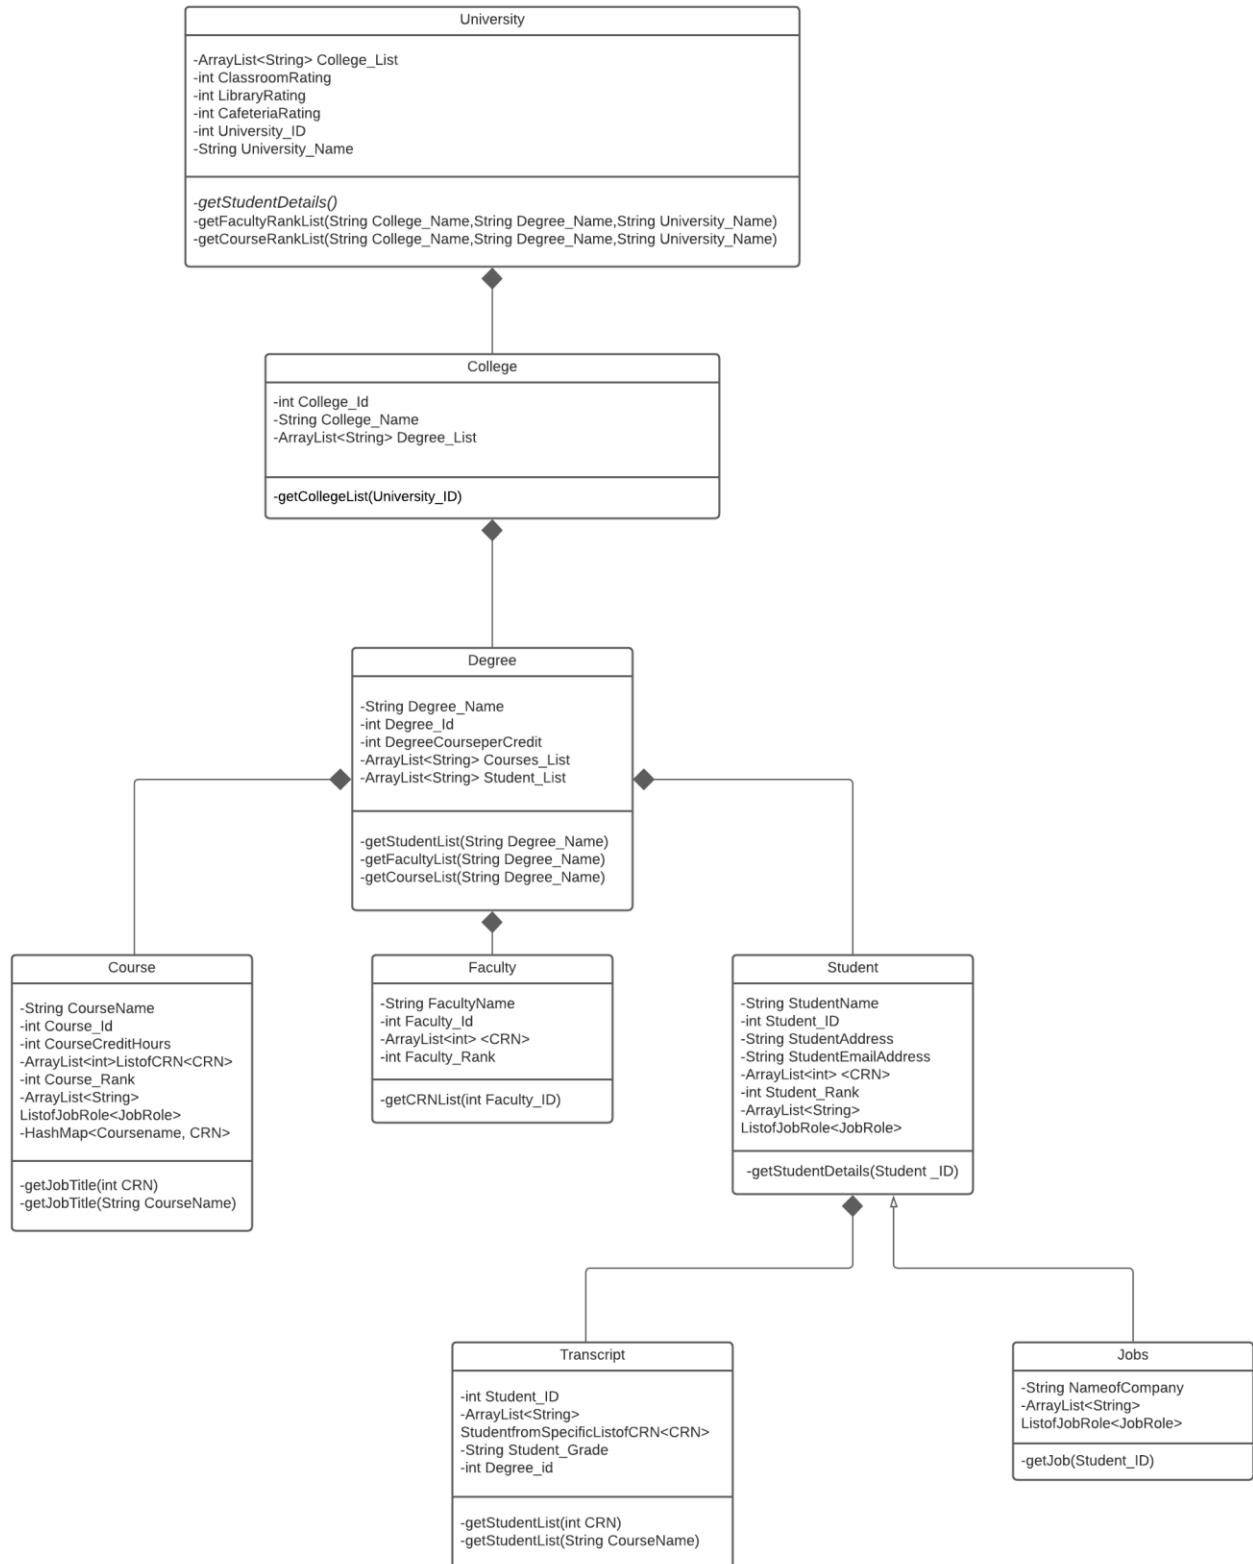 University
-ArrayList<String> College_List
-int ClassroomRating
-int LibraryRating
-int CafeteriaRating
-int University_ID
-String University_Name
-getStudentDetails()
-getFacultyRankList(String College_Name,String Degree_Name,String University_Name)
-getCourseRankList(String College_Name,String Degree_Name,String University_Name)
College
-int College_Id
-String College_Name
-ArrayList<String> Degree_List
-getCollegeList(University_ID)
Degree
-String Degree_Name
-int Degree_Id
-int DegreeCourseperCredit
-ArrayList<String> Courses_List
-ArrayList<String> Student_List
-getStudentList(String Degree_Name)
-getFacultyList(String Degree_Name)
-getCourseList(String Degree_Name)
Course
-String CourseName
-int Course_Id
-int CourseCreditHours
-ArrayList<int>ListofCRN<CRN>
-int Course_Rank
-ArrayList<String>
ListofJobRole<JobRole>
-HashMap<Coursename, CRN>
-getJobTitle(int CRN)
-getJobTitle(String CourseName)
Faculty
-String FacultyName
-int Faculty_Id
-ArrayList<int> <CRN>
-int Faculty_Rank
-getCRNList(int Faculty_ID)
Student
-String StudentName
-int Student_ID
-String StudentAddress
-String StudentEmailAddress
-ArrayList<int> <CRN>
-int Student_Rank
-ArrayList<String>
ListofJobRole<JobRole>
-getStudentDetails(Student _ID)
Transcript
-int Student_ID
-ArrayList<String>
StudentfromSpecificListofCRN<CRN>
-String Student_Grade
-int Degree_id
-getStudentList(int CRN)
-getStudentList(String CourseName)
Jobs
-String NameofCompany
-ArrayList<String>
ListofJobRole<JobRole>
-getJob(Student_ID)